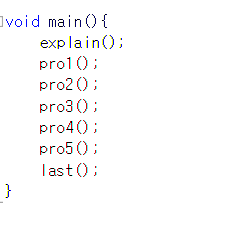 void main(){
    explain();
    pro1();
    pro2();
    pro3();
    pro4();
    pro5();
    last();
}